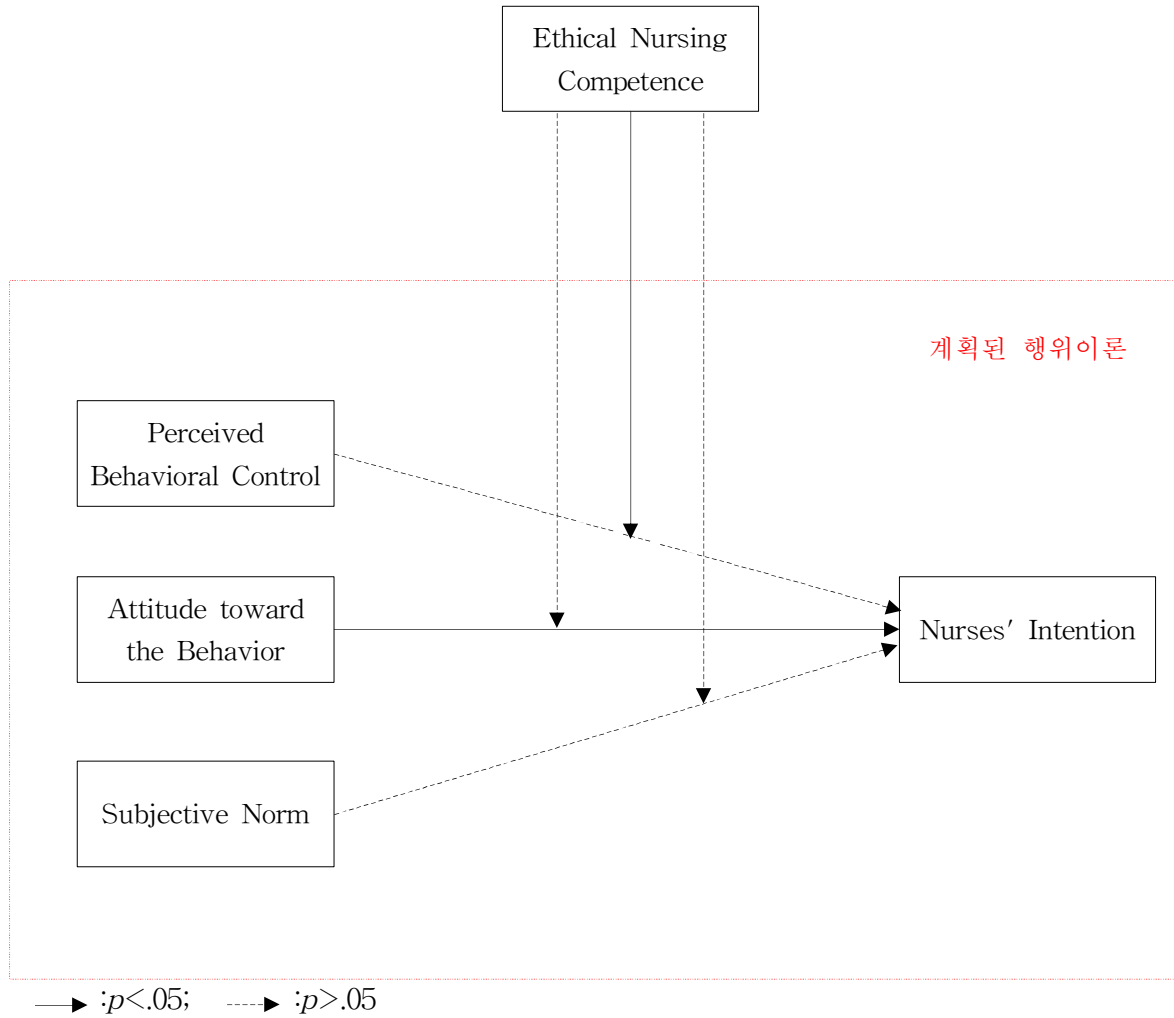 Ethical Nursing
Competence
계획된 행위이론
Perceived
Behavioral Control
Attitude toward
the Behavior
Nurses′ Intention
Subjective Norm
:p<.05; :p>.05